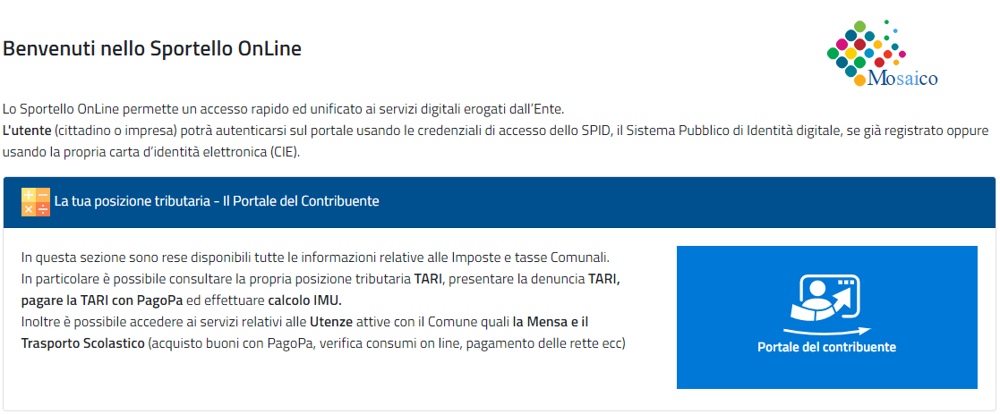 Benvenuti nello Sportello OnLine
Mosaico
Lo Sportello OnLine permette un accesso rapido ed unificato ai servizi digitali erogati dall'Ente.
L'utente (cittadino o impresa) potrà autenticarsi sul portale usando le credenziali di accesso dello SPID, il Sistema Pubblico di Identità digitale, se già registrato oppure
usando la propria carta d'identità elettronica (CIE).
La tua posizione tributaria - Il Portale del Contribuente
In questa sezione sono rese disponibili tutte le informazioni relative alle Imposte e tasse Comunali.
In particolare è possibile consultare la propria posizione tributaria TARI, presentare la denuncia TARI,
pagare la TARI con PagoPa ed effettuare calcolo IMU.
Inoltre è possibile accedere ai servizi relativi alle Utenze attive con il Comune quali la Mensa e il
Trasporto Scolastico (acquisto buoni con PagoPa, verifica consumi on line, pagamento delle rette ecc)
Portale del contribuente